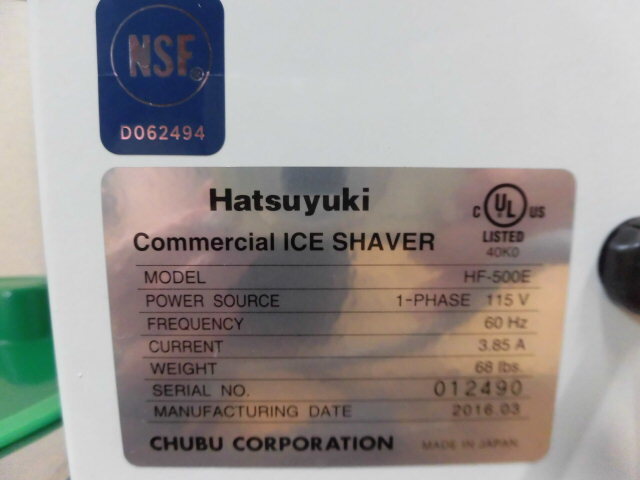 NSF®
D062494
Hatsuyuki
Commercial ICE SHAVER
C UL US
LISTED
40K0
MODEL HF-500E
POWER SOURCE 1-PHASE 115 V
FREQUENCY 60 Hz
CURRENT 3.85 A
WEIGHT 68 lbs.
SERIAL NO. 012490
MANUFACTURING DATE 2016.03
CHUBU CORPORATION MADE IN JAPAN